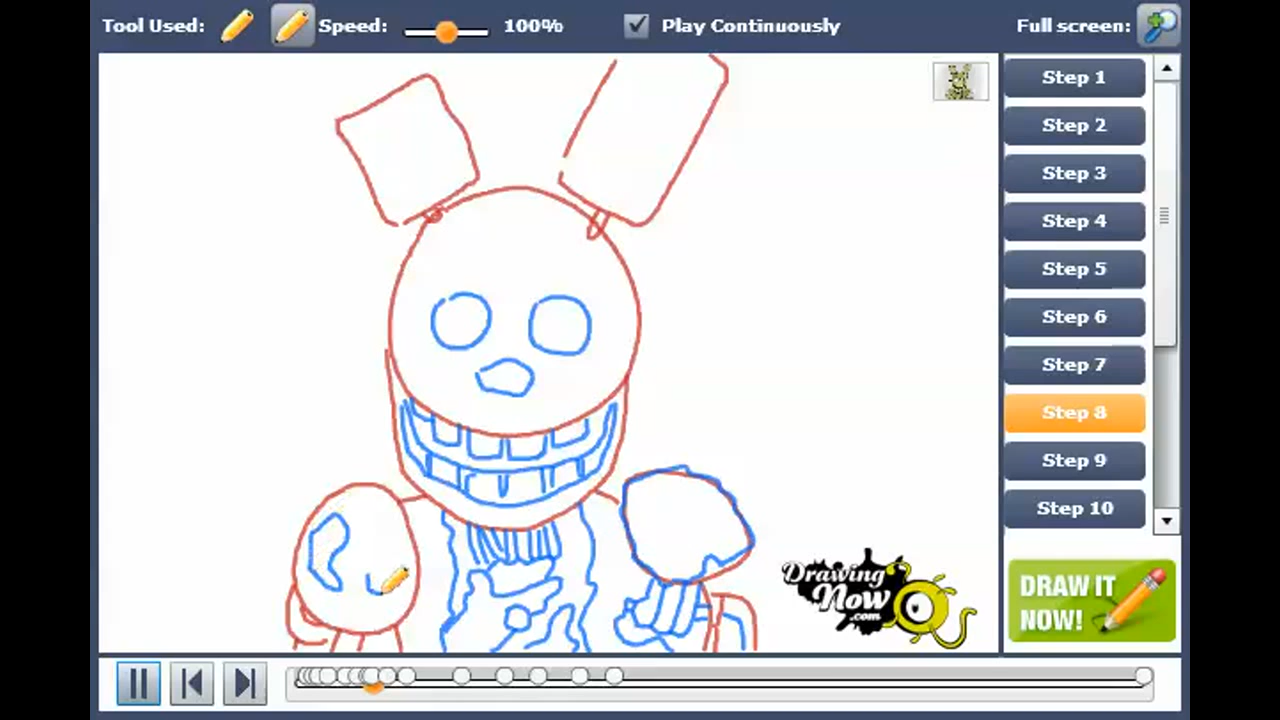 Tool Used: Speed: 100% Play Continuously Full screen:
Step 1
Step 2
Step 3
Step 4
Step 5
Step 6
Step 7
Step 8
Step 9
Step 10
Drawing
Now
.com
DRAW IT
NOW!